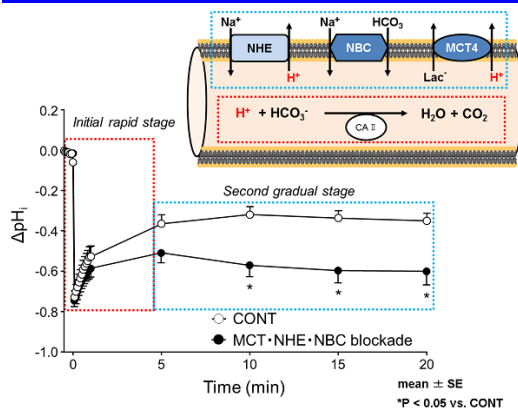 Na⁺ Na⁺ HCO₃
NHE NBC MCT4
H⁺ Lac⁻ H⁺
H⁺ + HCO₃⁻ H₂O + CO₂
CA II
Initial rapid stage
Second gradual stage
0.2
0.0
-0.2
-0.4
-0.6
-0.8
-1.0
ΔpHᵢ
* * *
CONT
MCT・NHE・NBC blockade
0 5 10 15 20
Time (min)
mean ± SE
*P < 0.05 vs. CONT